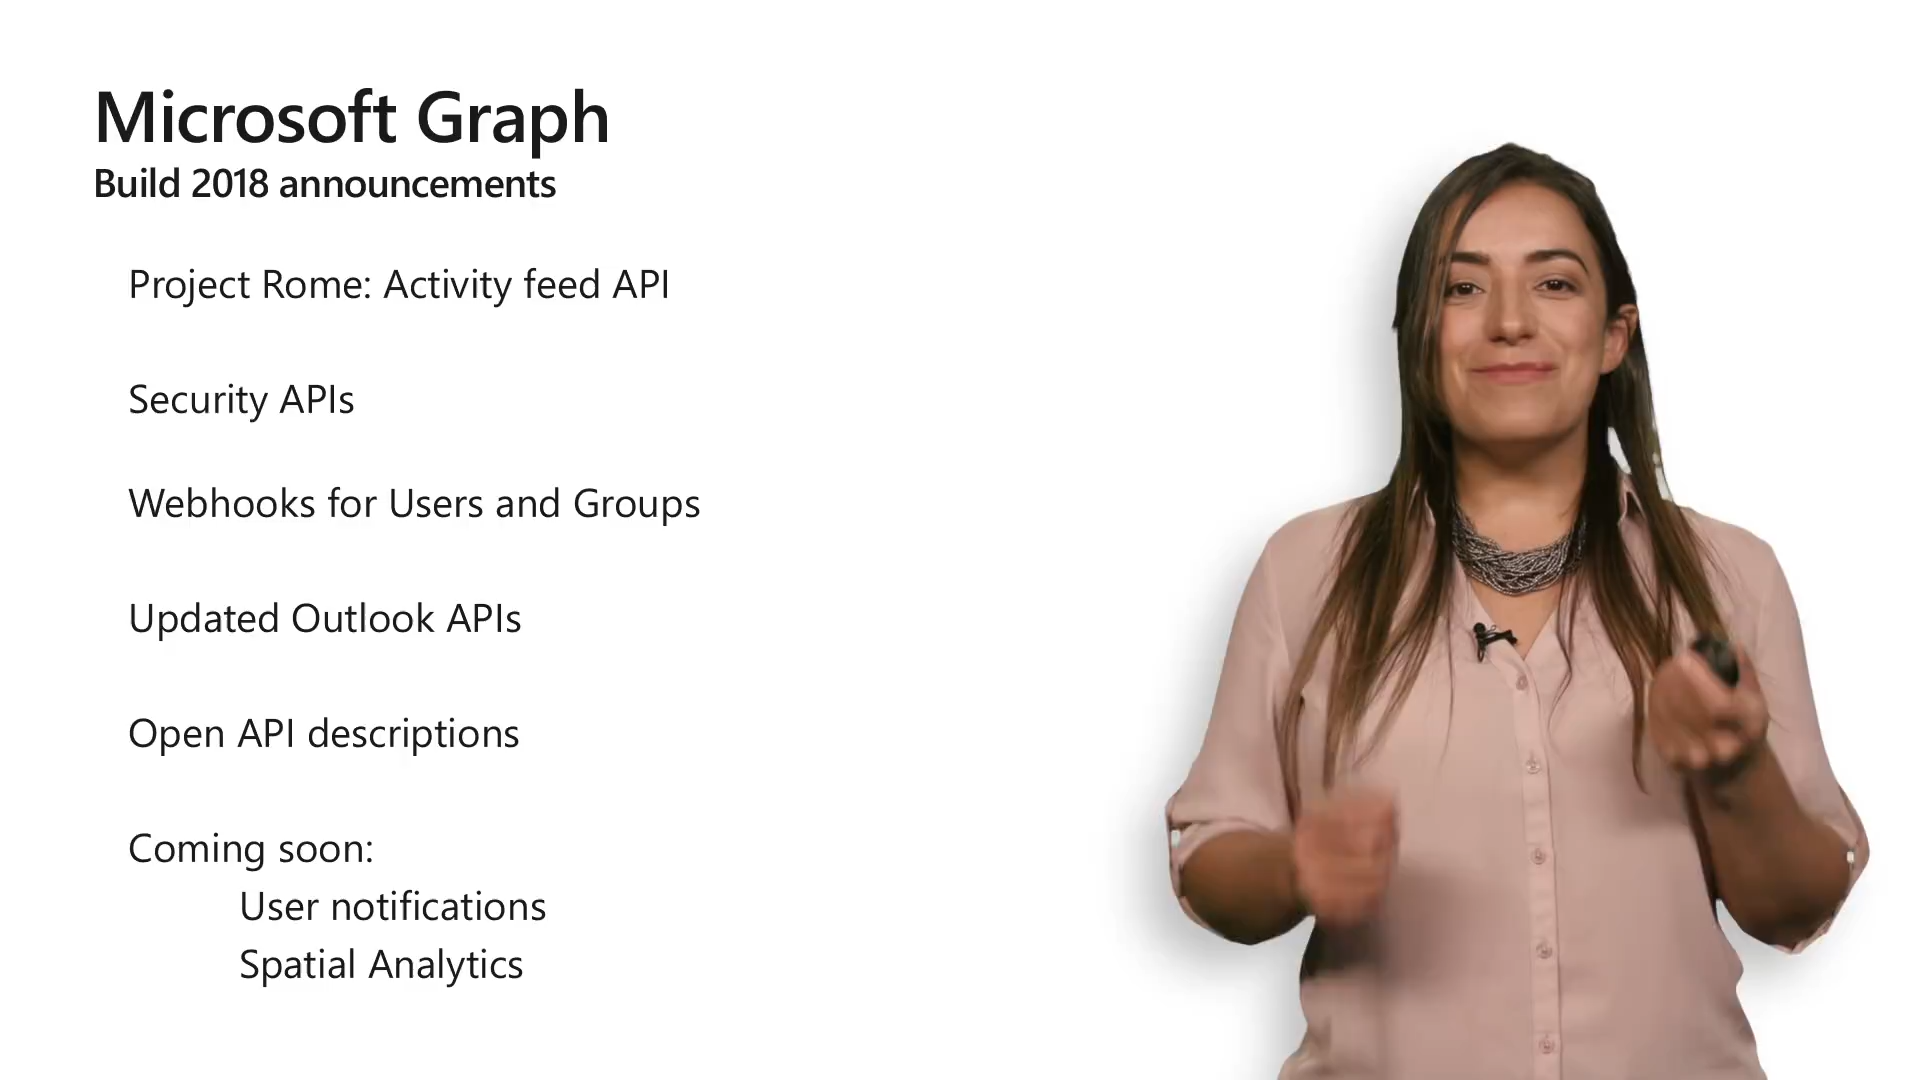 Microsoft Graph
Build 2018 announcements
Project Rome: Activity feed API
Security APIs
Webhooks for Users and Groups
Updated Outlook APIs
Open API descriptions
Coming soon:
User notifications
Spatial Analytics